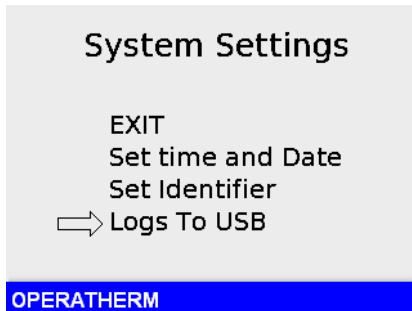 System Settings
EXIT
Set time and Date
Set Identifier
Logs To USB
OPERATHERM